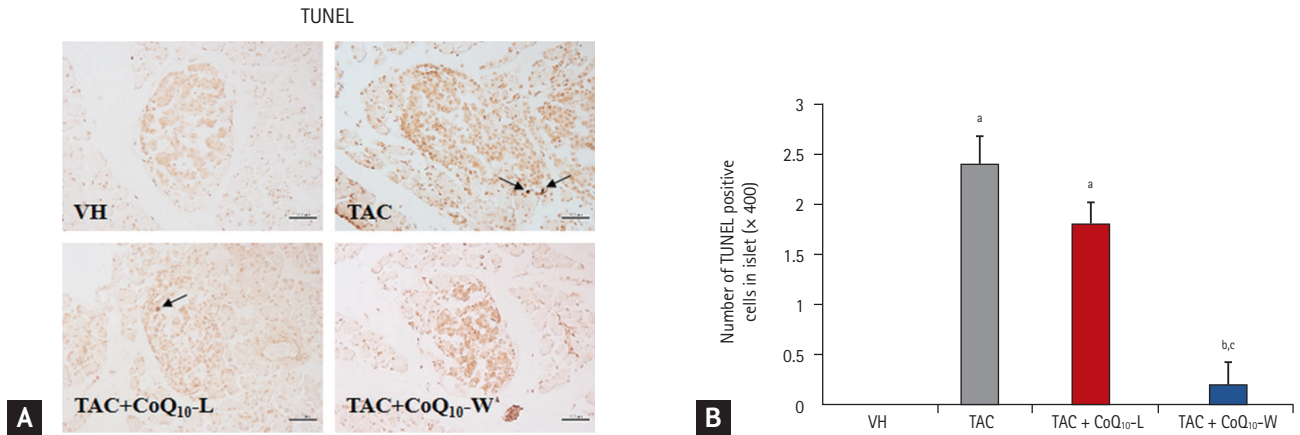 TUNEL
VH
TAC
TAC+CoQ₁₀-L
TAC+CoQ₁₀-W
A
Number of TUNEL positive
cells in islet (× 400)
3
2.5
2
1.5
1
0.5
0
a
a
b,c
VH
TAC
TAC + CoQ₁₀-L
TAC + CoQ₁₀-W
B